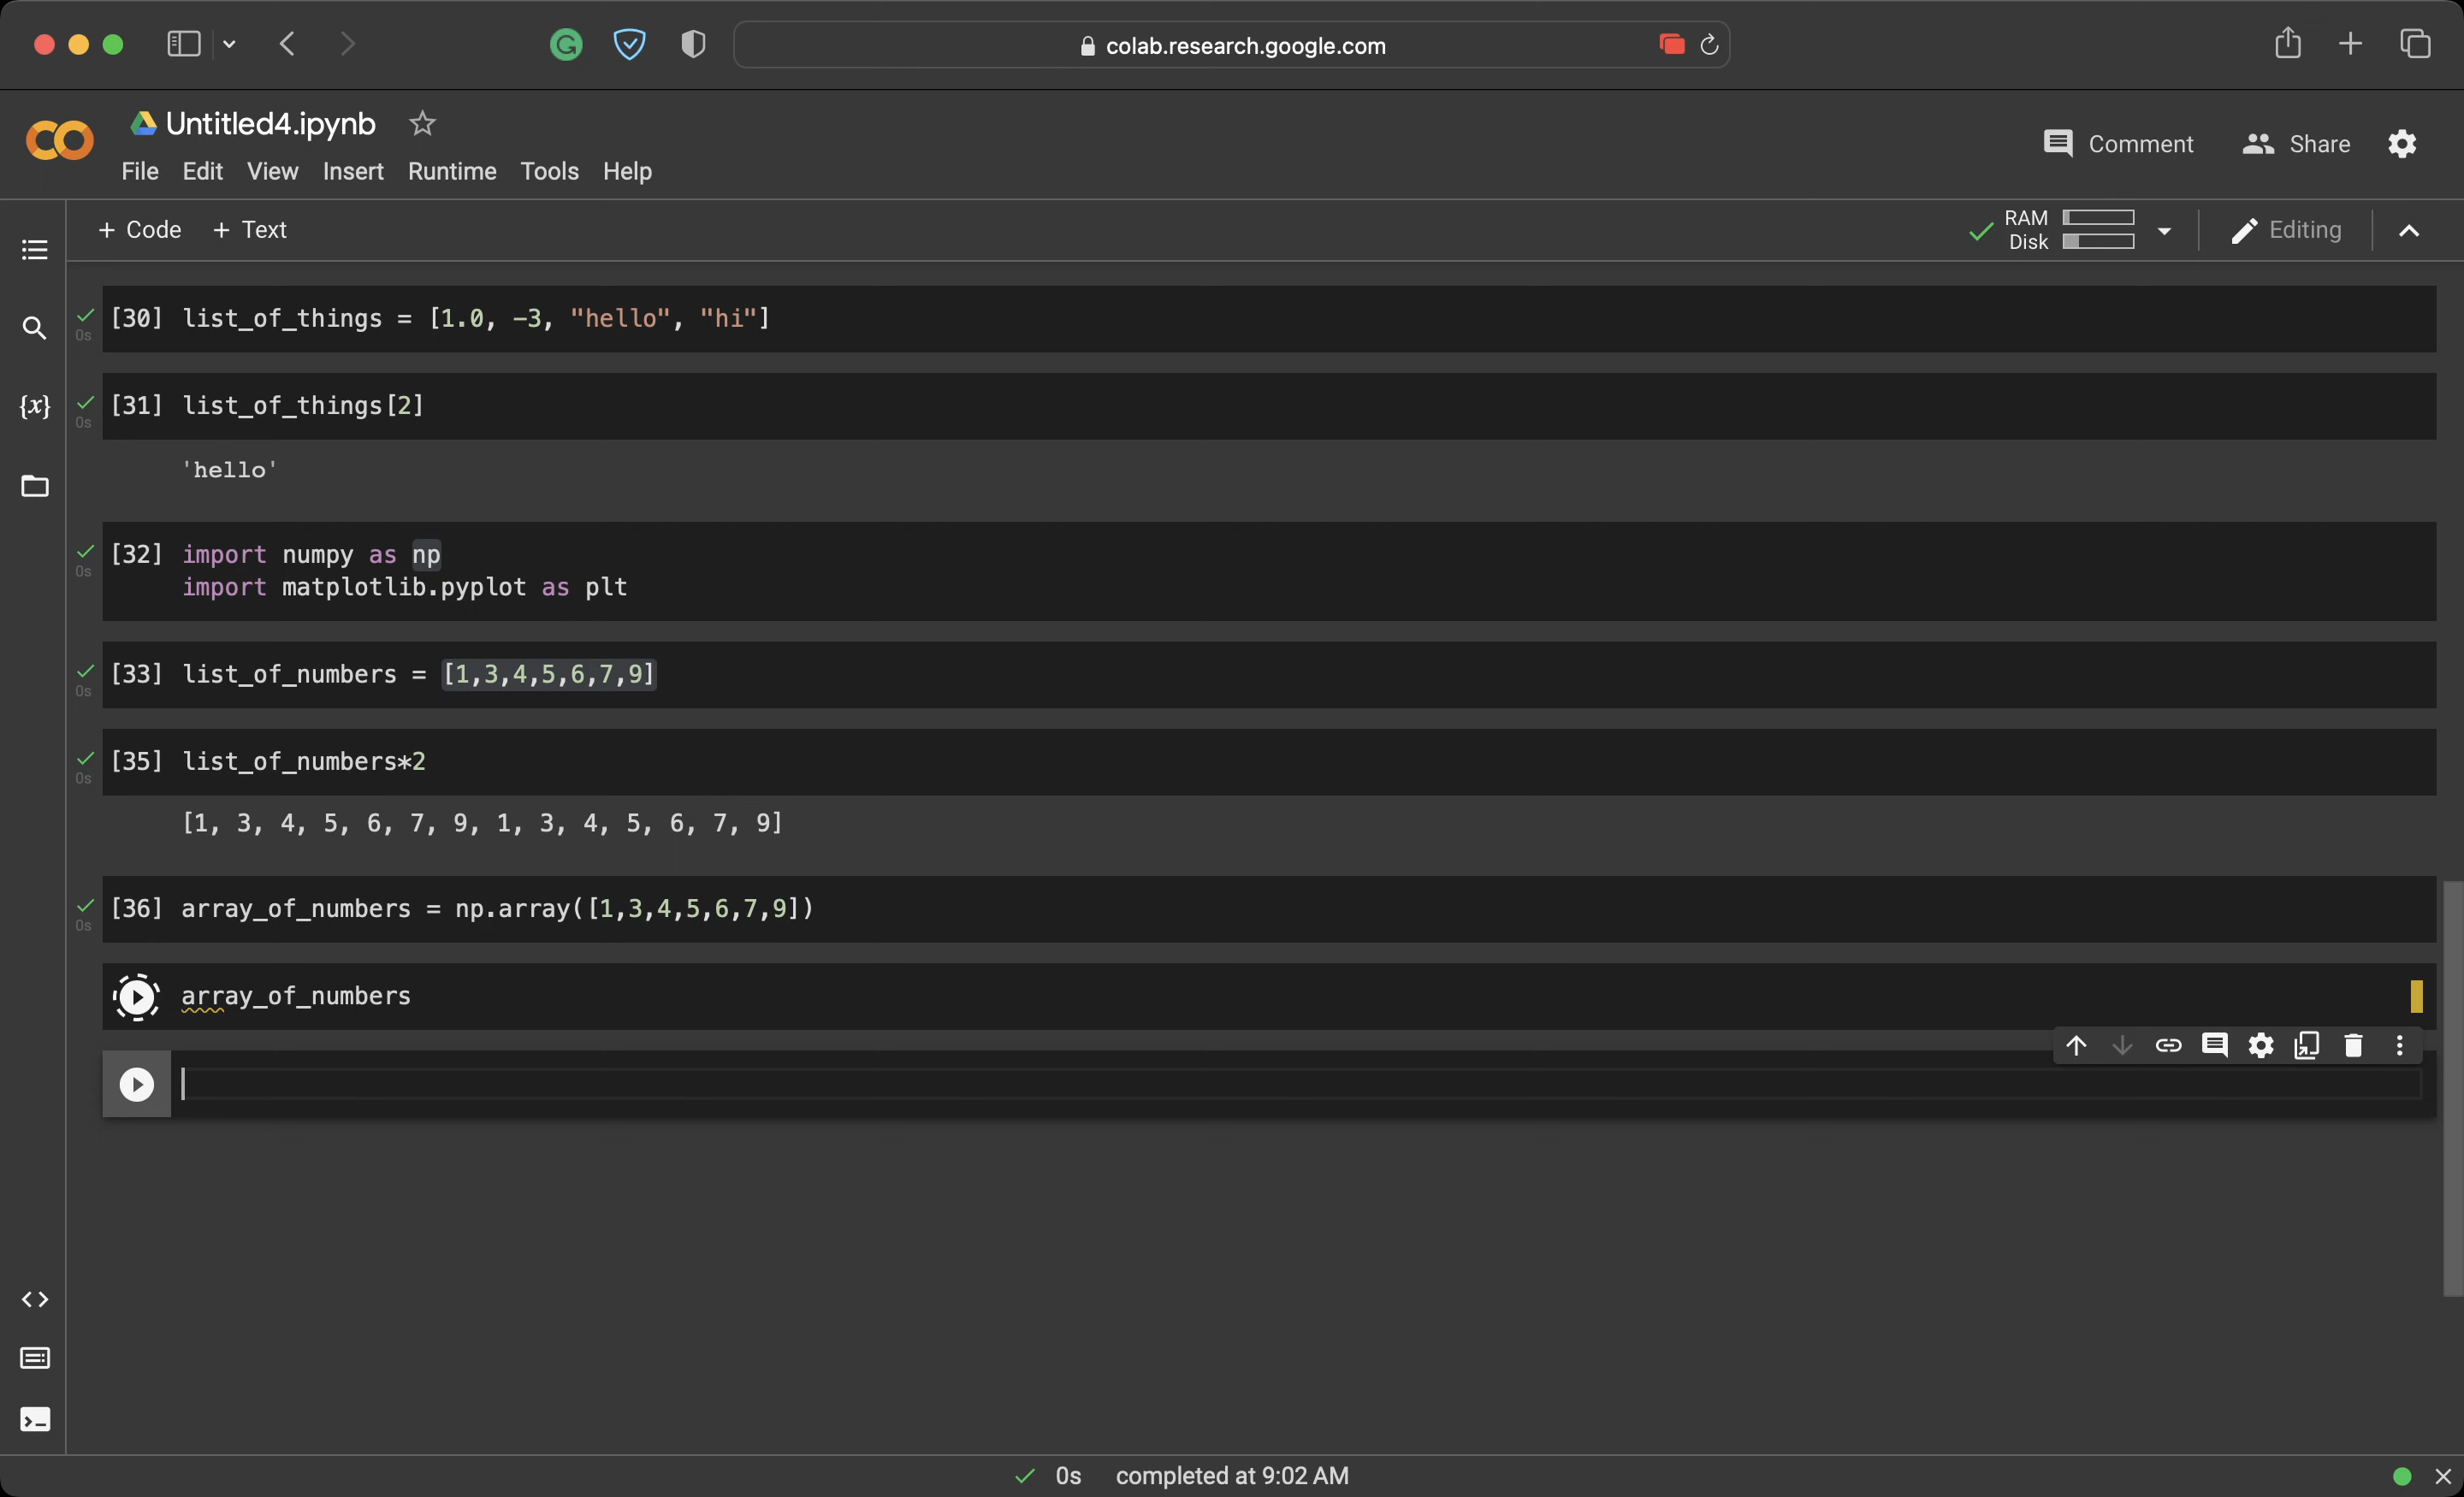 colab.research.google.com
Untitled4.ipynb
File Edit View Insert Runtime Tools Help
Comment Share
+ Code + Text
RAM
Disk
Editing
[30] list_of_things = [1.0, -3, "hello", "hi"]
0s
[31] list_of_things[2]
0s
'hello'
[32] import numpy as np
0s
import matplotlib.pyplot as plt
[33] list_of_numbers = [1,3,4,5,6,7,9]
0s
[35] list_of_numbers*2
0s
[1, 3, 4, 5, 6, 7, 9, 1, 3, 4, 5, 6, 7, 9]
[36] array_of_numbers = np.array([1,3,4,5,6,7,9])
0s
array_of_numbers
0s completed at 9:02 AM